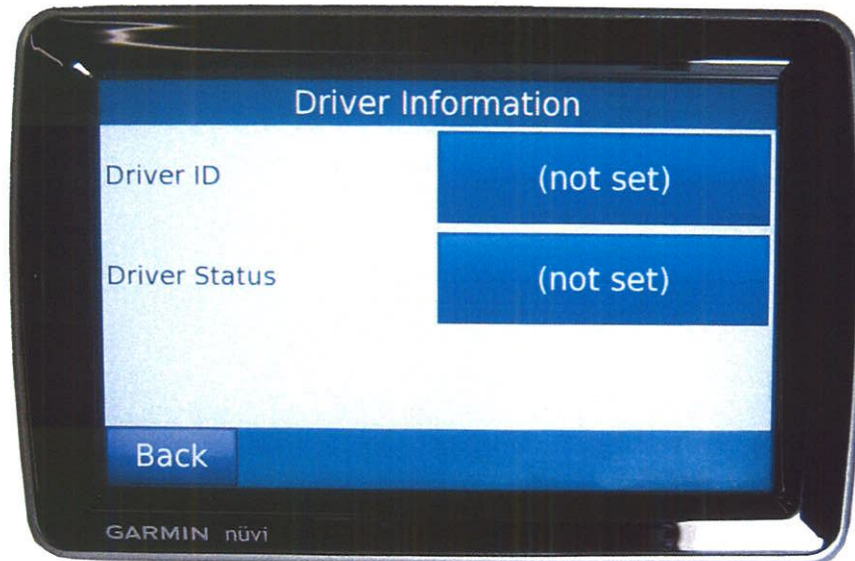 Driver Information
Driver ID
(not set)
Driver Status
(not set)
Back
GARMIN nüvi